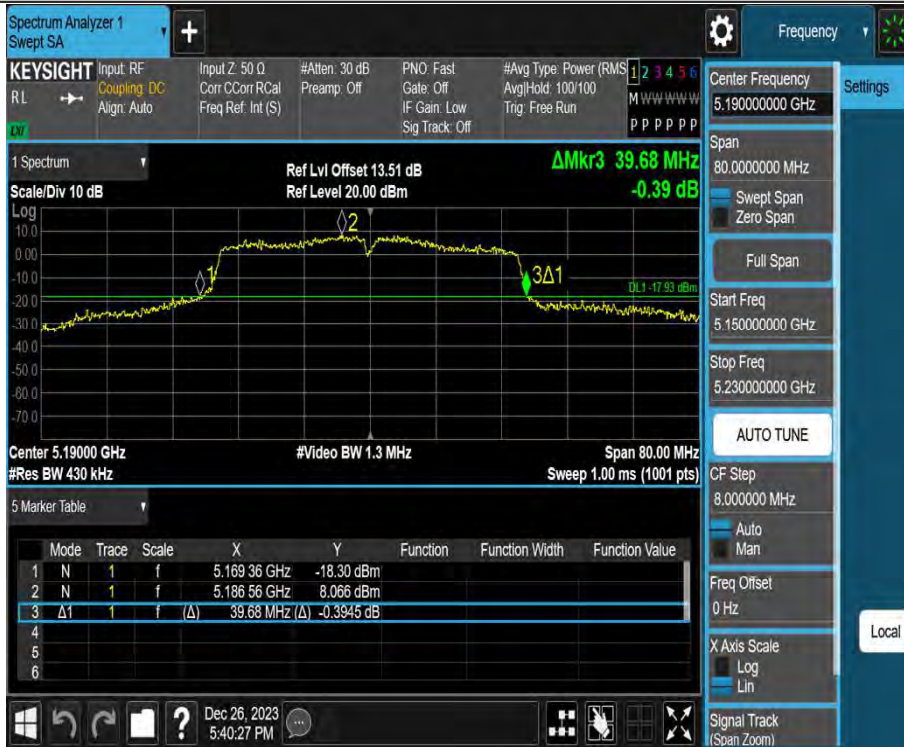 Spectrum Analyzer 1
Swept SA
+
Frequency
KEYSIGHT Input: RF Input Z: 50 Ω #Atten: 30 dB PNO: Fast #Avg Type: Power (RMS 1 2 3 4 5 6
RL Coupling: DC Corr CCorr RCal Preamp: Off Gate: Off Avg|Hold: 100/100 M W W W W W
Align: Auto Freq Ref: Int (S) IF Gain: Low Trig: Free Run
Sig Track: Off P P P P P P
1 Spectrum
Scale/Div 10 dB
Ref Lvl Offset 13.51 dB
Ref Level 20.00 dBm
ΔMkr3 39.68 MHz
-0.39 dB
Log
10.0
0.00
-10.0
-20.0
-30.0
-40.0
-50.0
-60.0
-70.0
1
2
3Δ1
DL1 -17.93 dBm
Center 5.19000 GHz #Video BW 1.3 MHz Span 80.00 MHz
#Res BW 430 kHz Sweep 1.00 ms (1001 pts)
5 Marker Table
Mode Trace Scale X Y Function Function Width Function Value
1 N 1 f 5.169 36 GHz -18.30 dBm
2 N 1 f 5.186 56 GHz 8.066 dBm
3 Δ1 1 f (Δ) 39.68 MHz (Δ) -0.3945 dB
4
5
6
?
Dec 26, 2023
5:40:27 PM
Center Frequency
5.190000000 GHz
Span
80.0000000 MHz
Swept Span
Zero Span
Full Span
Start Freq
5.150000000 GHz
Stop Freq
5.230000000 GHz
AUTO TUNE
CF Step
8.000000 MHz
Auto
Man
Freq Offset
0 Hz
X Axis Scale
Log
Lin
Signal Track
(Span Zoom)
Settings
Local